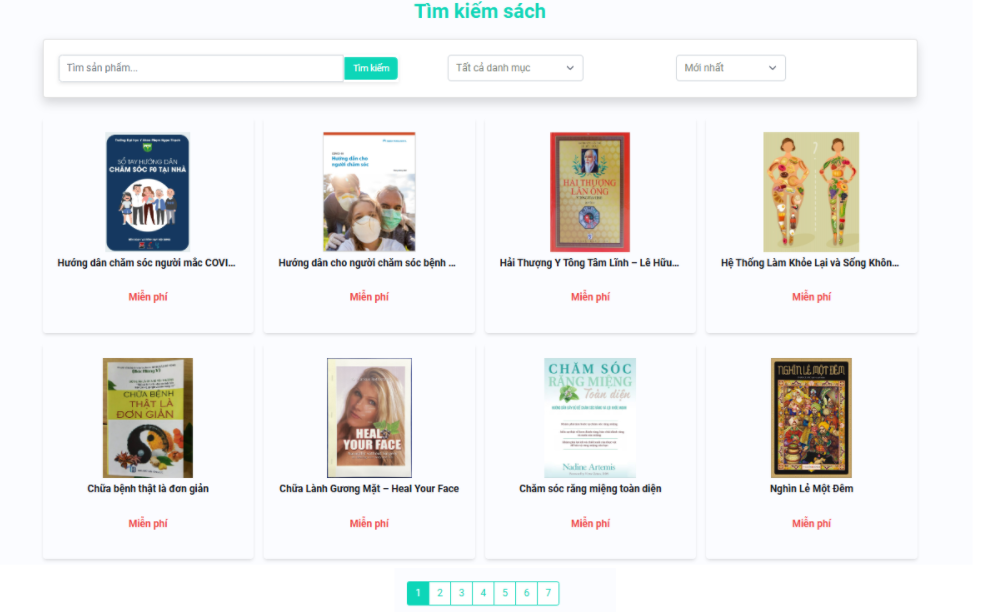 Tìm kiếm sách
Tìm sản phẩm...
Tìm kiếm
Tất cả danh mục
Mới nhất
SỔ TAY HƯỚNG DẪN
CHĂM SÓC F0 TẠI NHÀ
Hướng dẫn cho
người chăm sóc
HẢI THƯỢNG
LÃN ÔNG
Hướng dẫn chăm sóc người mắc COVI...
Hướng dẫn cho người chăm sóc bệnh ...
Hải Thượng Y Tông Tâm Lĩnh – Lê Hữu...
Hệ Thống Làm Khỏe Lại và Sống Khôn...
Miễn phí
Miễn phí
Miễn phí
Miễn phí
CHỮA BỆNH
THẬT LÀ
ĐƠN GIẢN
HEAL
YOUR FACE
CHĂM SÓC
RĂNG MIỆNG
Toàn diện
Nadine Artemis
NGHÌN LẺ MỘT ĐÊM
Chữa bệnh thật là đơn giản
Chữa Lành Gương Mặt – Heal Your Face
Chăm sóc răng miệng toàn diện
Nghìn Lẻ Một Đêm
Miễn phí
Miễn phí
Miễn phí
Miễn phí
1 2 3 4 5 6 7